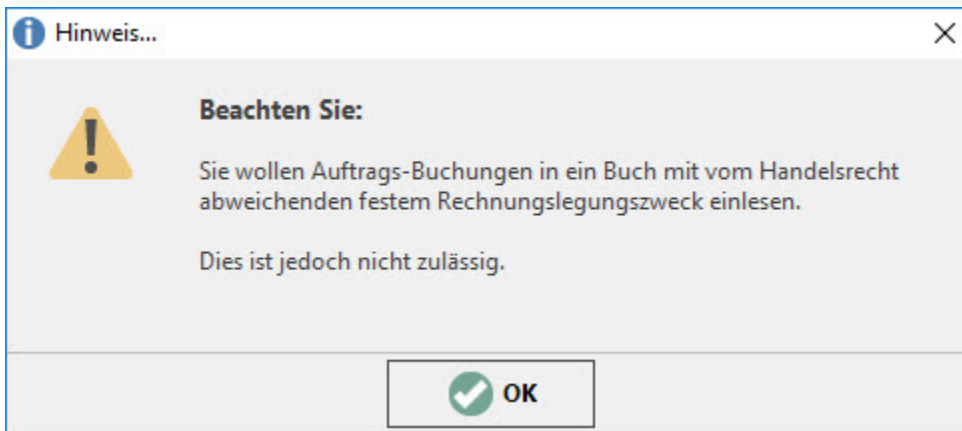 Hinweis...
Beachten Sie:
Sie wollen Auftrags-Buchungen in ein Buch mit vom Handelsrecht
abweichenden festem Rechnungslegungszweck einlesen.
Dies ist jedoch nicht zulässig.
OK